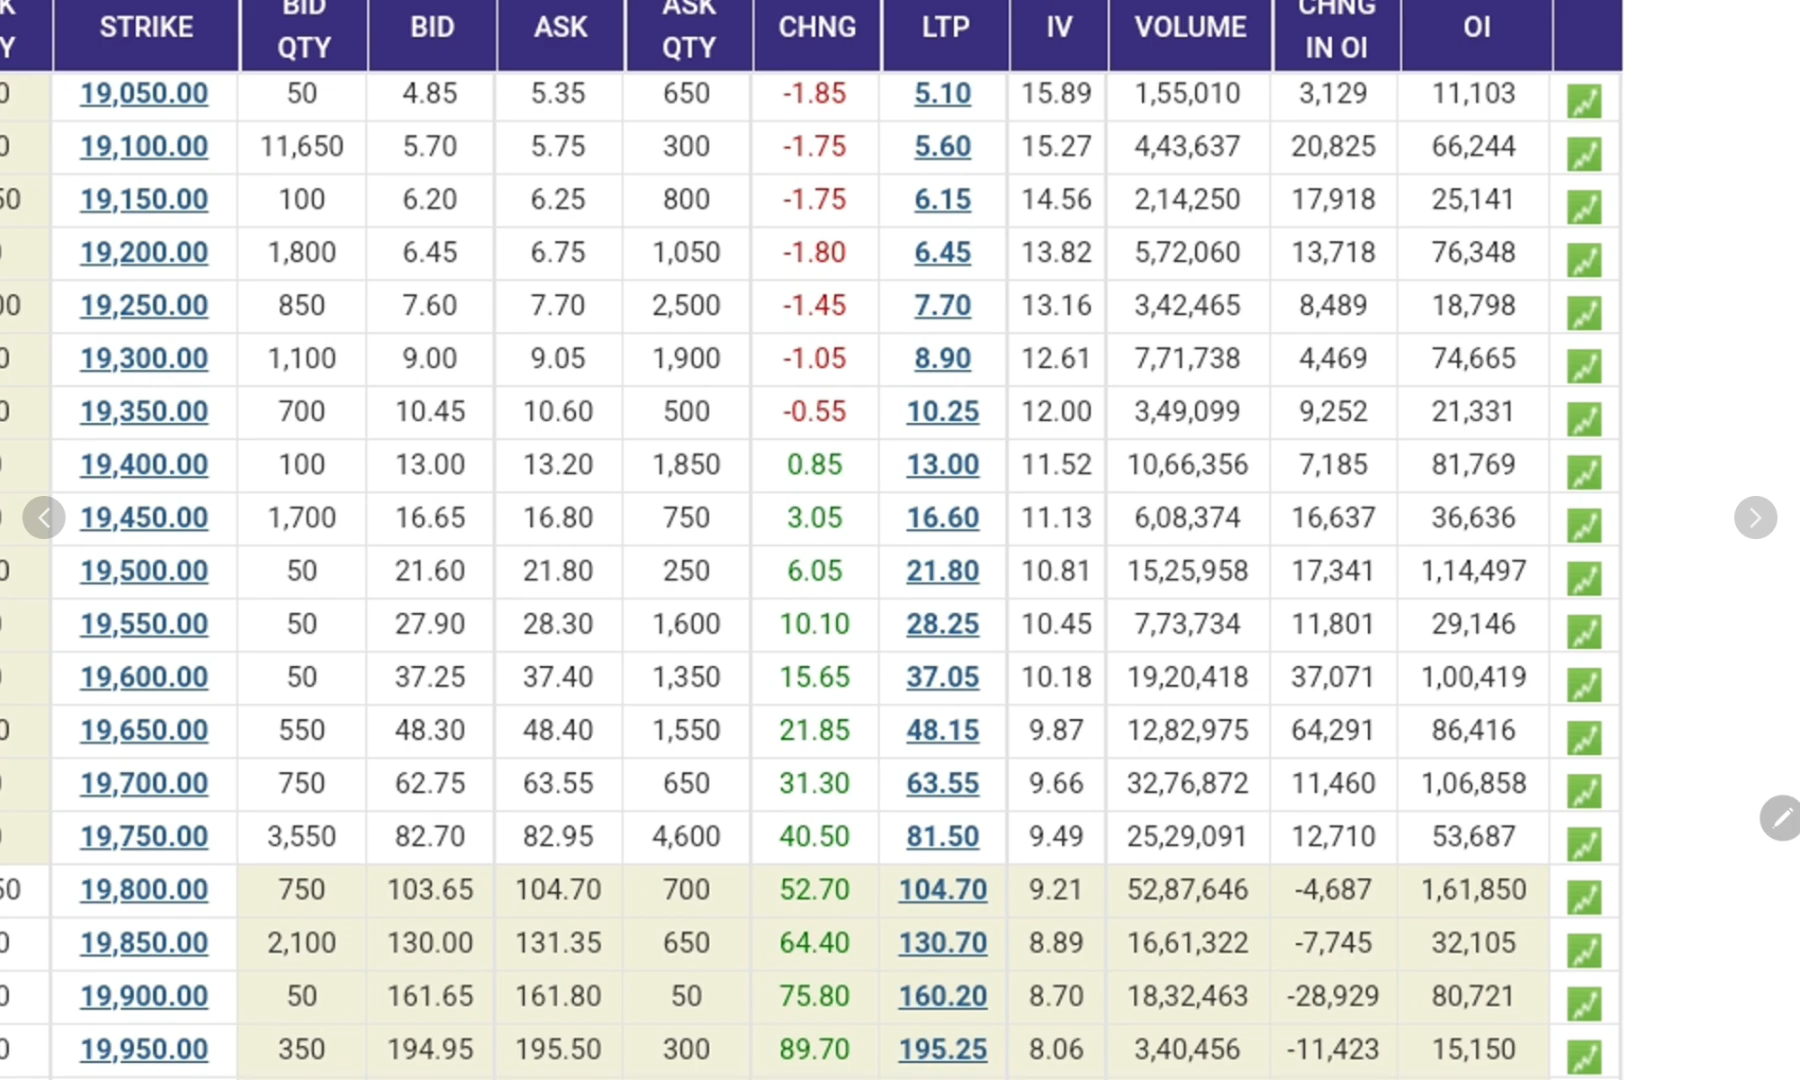 K STRIKE BID BID ASK ASK CHNG LTP IV VOLUME CHNG OI
Y QTY QTY IN OI
0 19,050.00 50 4.85 5.35 650 -1.85 5.10 15.89 1,55,010 3,129 11,103
0 19,100.00 11,650 5.70 5.75 300 -1.75 5.60 15.27 4,43,637 20,825 66,244
50 19,150.00 100 6.20 6.25 800 -1.75 6.15 14.56 2,14,250 17,918 25,141
19,200.00 1,800 6.45 6.75 1,050 -1.80 6.45 13.82 5,72,060 13,718 76,348
00 19,250.00 850 7.60 7.70 2,500 -1.45 7.70 13.16 3,42,465 8,489 18,798
0 19,300.00 1,100 9.00 9.05 1,900 -1.05 8.90 12.61 7,71,738 4,469 74,665
0 19,350.00 700 10.45 10.60 500 -0.55 10.25 12.00 3,49,099 9,252 21,331
19,400.00 100 13.00 13.20 1,850 0.85 13.00 11.52 10,66,356 7,185 81,769
19,450.00 1,700 16.65 16.80 750 3.05 16.60 11.13 6,08,374 16,637 36,636
0 19,500.00 50 21.60 21.80 250 6.05 21.80 10.81 15,25,958 17,341 1,14,497
19,550.00 50 27.90 28.30 1,600 10.10 28.25 10.45 7,73,734 11,801 29,146
19,600.00 50 37.25 37.40 1,350 15.65 37.05 10.18 19,20,418 37,071 1,00,419
0 19,650.00 550 48.30 48.40 1,550 21.85 48.15 9.87 12,82,975 64,291 86,416
19,700.00 750 62.75 63.55 650 31.30 63.55 9.66 32,76,872 11,460 1,06,858
19,750.00 3,550 82.70 82.95 4,600 40.50 81.50 9.49 25,29,091 12,710 53,687
50 19,800.00 750 103.65 104.70 700 52.70 104.70 9.21 52,87,646 -4,687 1,61,850
0 19,850.00 2,100 130.00 131.35 650 64.40 130.70 8.89 16,61,322 -7,745 32,105
0 19,900.00 50 161.65 161.80 50 75.80 160.20 8.70 18,32,463 -28,929 80,721
0 19,950.00 350 194.95 195.50 300 89.70 195.25 8.06 3,40,456 -11,423 15,150